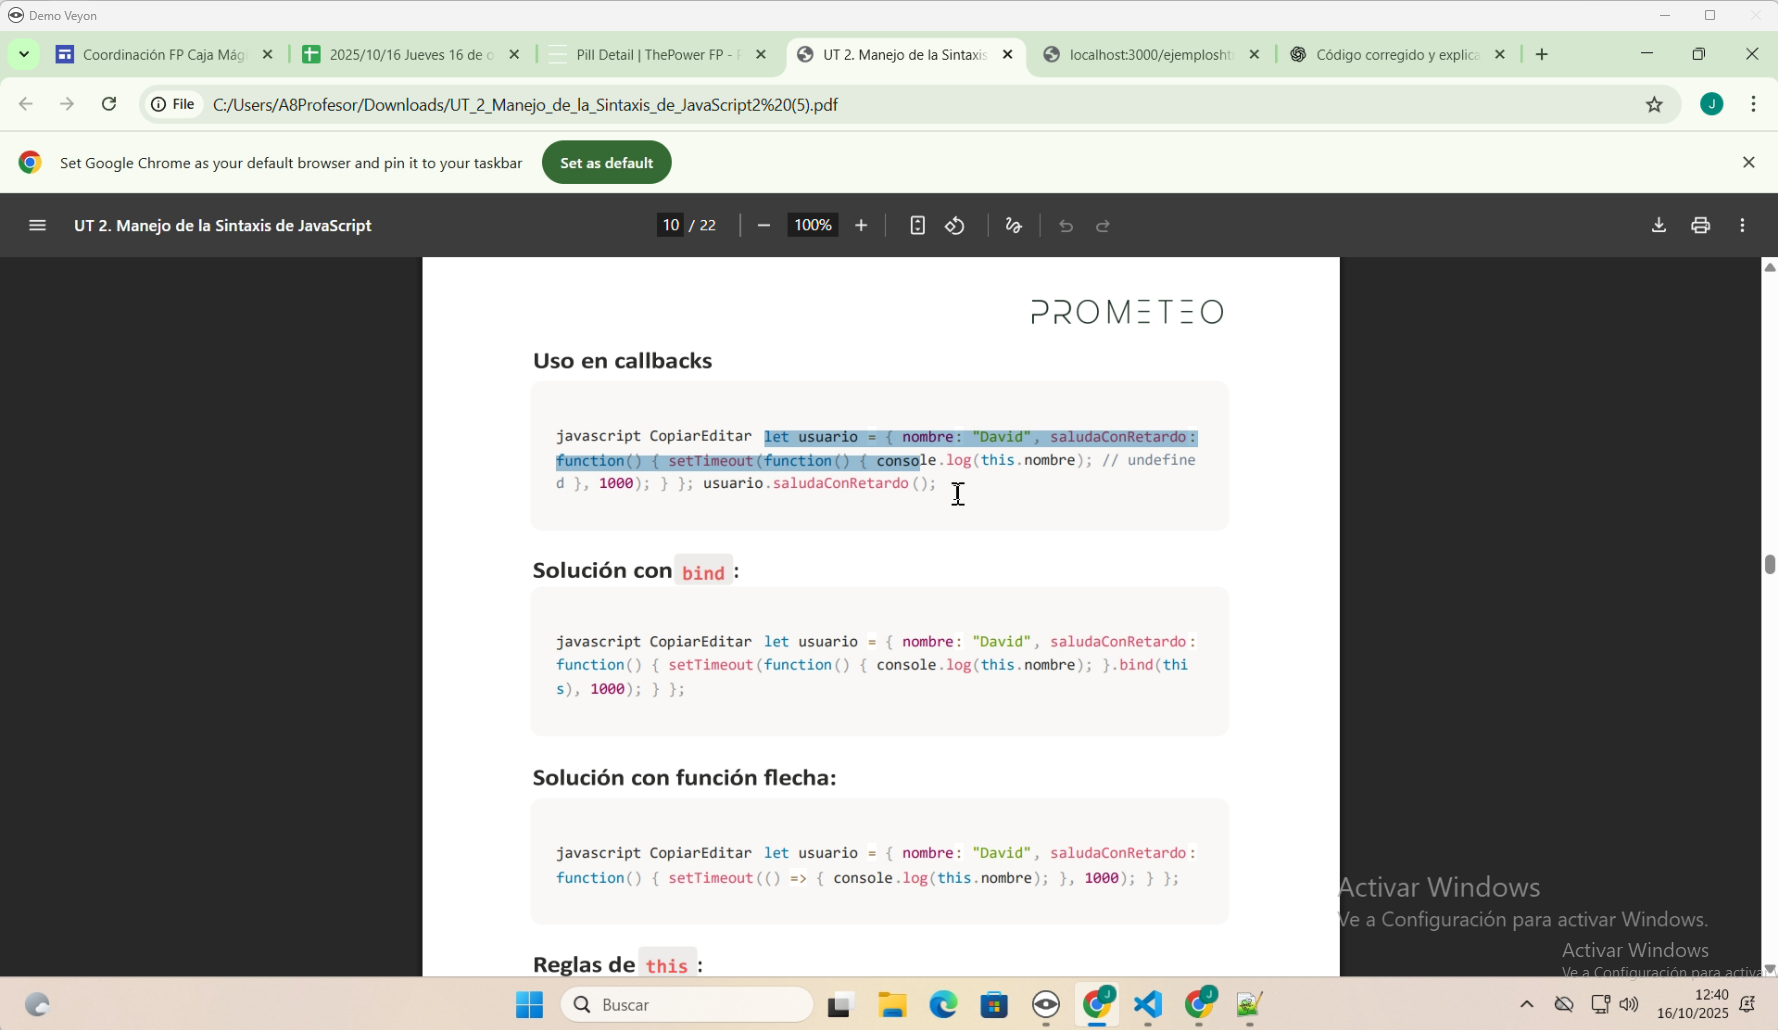 Demo Veyon
Coordinación FP Caja Mági
2025/10/16 Jueves 16 de o
Pill Detail | ThePower FP - P
UT 2. Manejo de la Sintaxis
localhost:3000/ejemplosht
Código corregido y explica
File
C:/Users/A8Profesor/Downloads/UT_2_Manejo_de_la_Sintaxis_de_JavaScript2%20(5).pdf
J
Set Google Chrome as your default browser and pin it to your taskbar
Set as default
UT 2. Manejo de la Sintaxis de JavaScript
10 / 22
100%
PROMETEO
Uso en callbacks
javascript CopiarEditar let usuario = { nombre: "David", saludaConRetardo:
function() { setTimeout(function() { console.log(this.nombre); // undefine
d }, 1000); } }; usuario.saludaConRetardo();
Solución con bind :
javascript CopiarEditar let usuario = { nombre: "David", saludaConRetardo:
function() { setTimeout(function() { console.log(this.nombre); }.bind(thi
s), 1000); } };
Solución con función flecha:
javascript CopiarEditar let usuario = { nombre: "David", saludaConRetardo:
function() { setTimeout(() => { console.log(this.nombre); }, 1000); } };
Reglas de this :
Activar Windows
Ve a Configuración para activar Windows.
Activar Windows
Ve a Configuración para activa
Buscar
J
J
12:40
16/10/2025